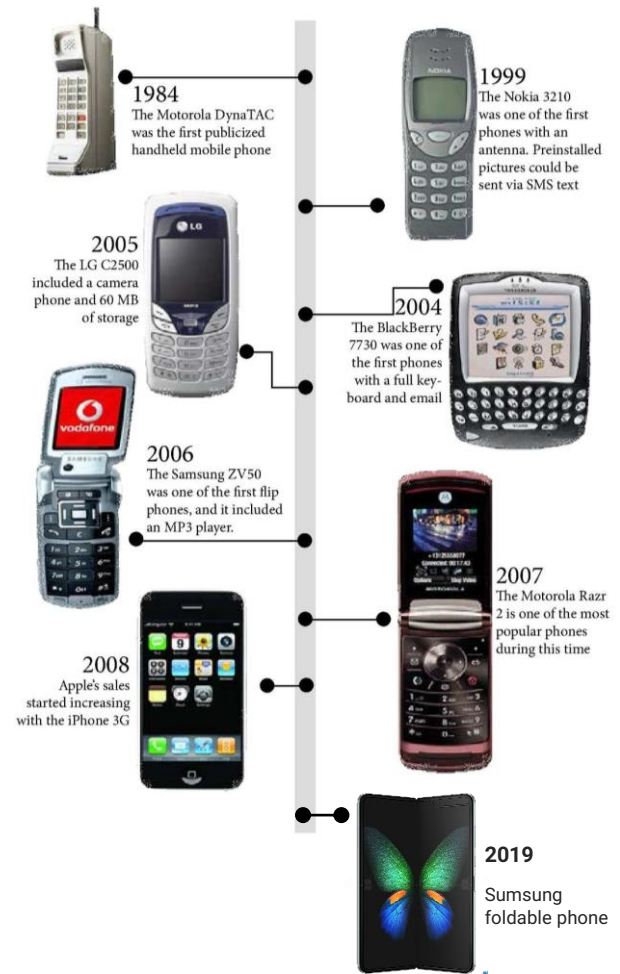 1984
The Motorola DynaTAC
was the first publicized
handheld mobile phone
NOKIA
1999
The Nokia 3210
was one of the first
phones with an
antenna. Preinstalled
pictures could be
sent via SMS text
LG
2005
The LG C2500
included a camera
phone and 60 MB
of storage
2004
The BlackBerry
7730 was one of
the first phones
with a full key-
board and email
vodafone
SAMSUNG
2006
The Samsung ZV50
was one of the first flip
phones, and it included
an MP3 player.
2007
The Motorola Razr
2 is one of the most
popular phones
during this time
2008
Apple's sales
started increasing
with the iPhone 3G
2019
Sumsung
foldable phone